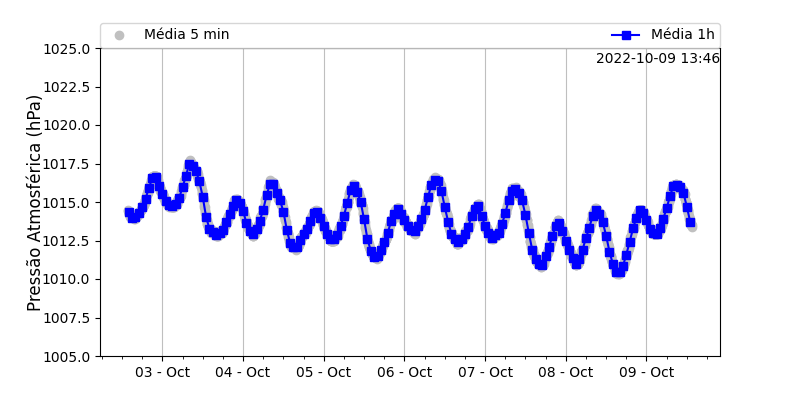 Média 5 min
Média 1h
2022-10-09 13:46
Pressão Atmosférica (hPa)
1025.0
1022.5
1020.0
1017.5
1015.0
1012.5
1010.0
1007.5
1005.0
03 - Oct
04 - Oct
05 - Oct
06 - Oct
07 - Oct
08 - Oct
09 - Oct